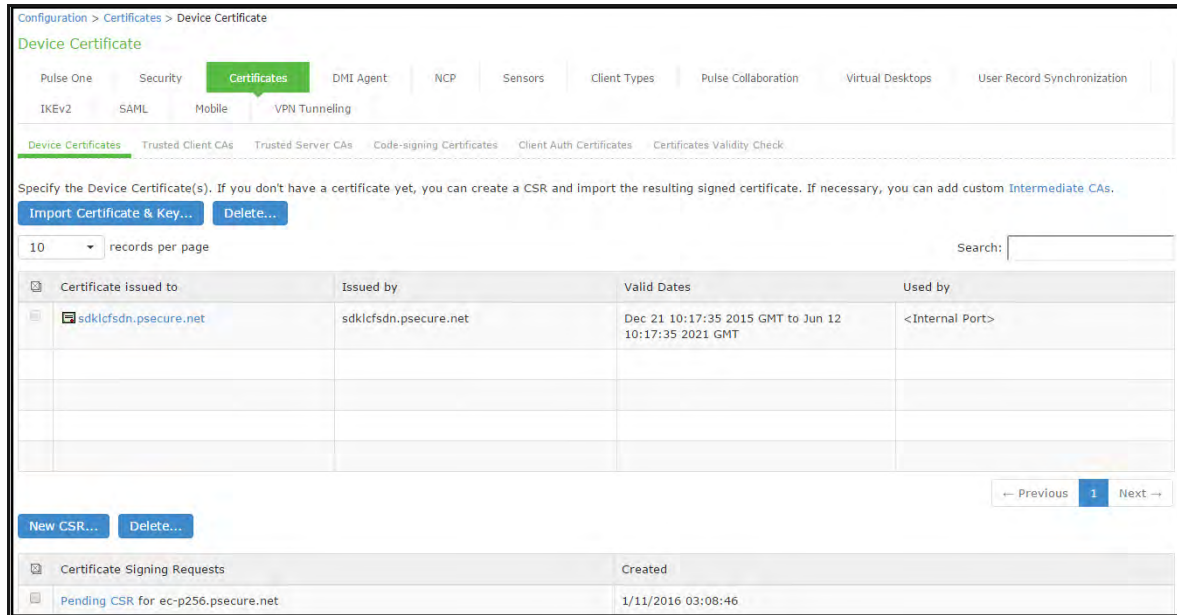 Configuration > Certificates > Device Certificate
Device Certificate
Pulse One Security Certificates DMI Agent NCP Sensors Client Types Pulse Collaboration Virtual Desktops User Record Synchronization
IKEv2 SAML Mobile VPN Tunneling
Device Certificates Trusted Client CAs Trusted Server CAs Code-signing Certificates Client Auth Certificates Certificates Validity Check
Specify the Device Certificate(s). If you don't have a certificate yet, you can create a CSR and import the resulting signed certificate. If necessary, you can add custom Intermediate CAs.
Import Certificate & Key... Delete...
10 records per page Search:
Certificate issued to Issued by Valid Dates Used by
sdklcfsdn.psecure.net sdklcfsdn.psecure.net Dec 21 10:17:35 2015 GMT to Jun 12 <Internal Port>
10:17:35 2021 GMT
← Previous 1 Next →
New CSR... Delete...
Certificate Signing Requests Created
Pending CSR for ec-p256.psecure.net 1/11/2016 03:08:46